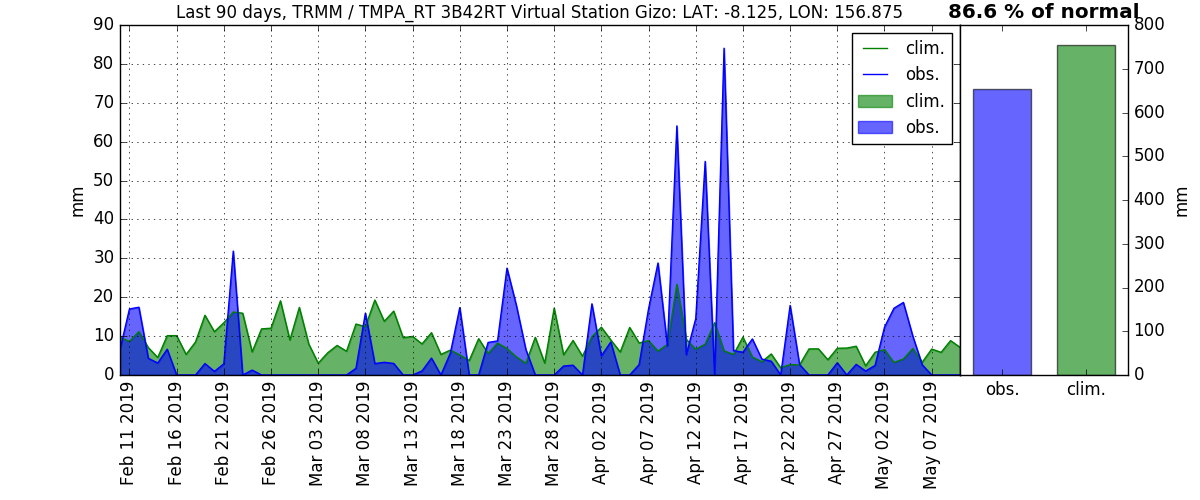 Last 90 days, TRMM / TMPA_RT 3B42RT Virtual Station Gizo: LAT: -8.125, LON: 156.875
86.6 % of normal
90
80
70
60
50
40
30
20
10
0
mm
clim.
obs.
clim.
obs.
800
700
600
500
400
300
200
100
0
mm
Feb 11 2019
Feb 16 2019
Feb 21 2019
Feb 26 2019
Mar 03 2019
Mar 08 2019
Mar 13 2019
Mar 18 2019
Mar 23 2019
Mar 28 2019
Apr 02 2019
Apr 07 2019
Apr 12 2019
Apr 17 2019
Apr 22 2019
Apr 27 2019
May 02 2019
May 07 2019
obs.
clim.